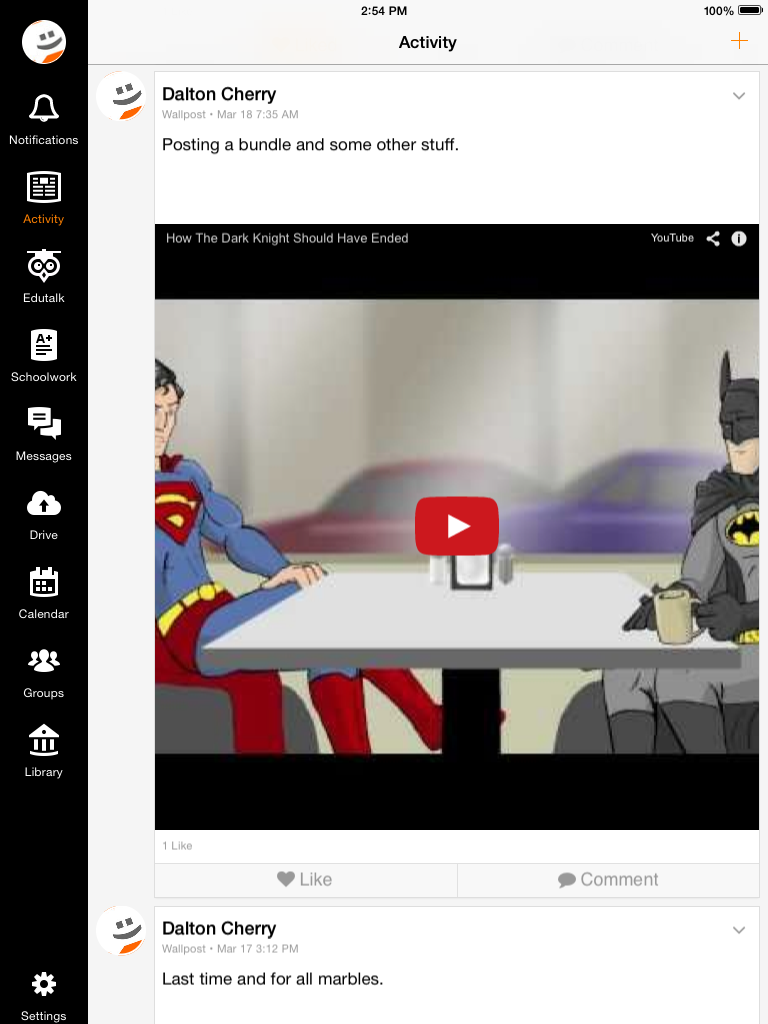 2:54 PM
100%
Activity
Notifications
Activity
Edutalk
A+
Schoolwork
Messages
Drive
Calendar
Groups
Library
Settings
Dalton Cherry
Wallpost • Mar 18 7:35 AM
Posting a bundle and some other stuff.
How The Dark Knight Should Have Ended
YouTube
S
1 Like
Like
Comment
Dalton Cherry
Wallpost • Mar 17 3:12 PM
Last time and for all marbles.